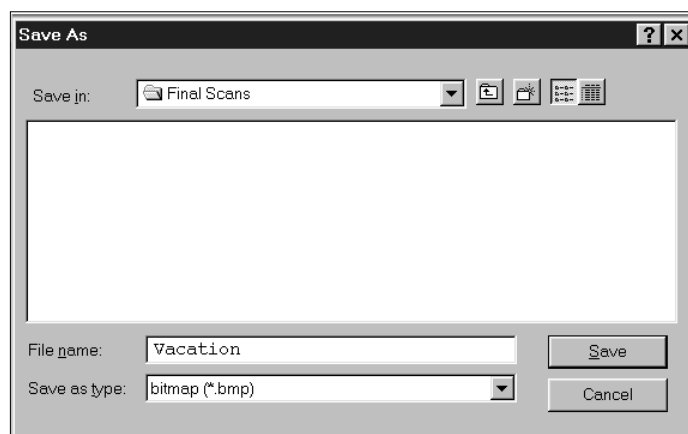 Save As
Save in: Final Scans
File name: Vacation
Save
Save as type: bitmap (*.bmp)
Cancel